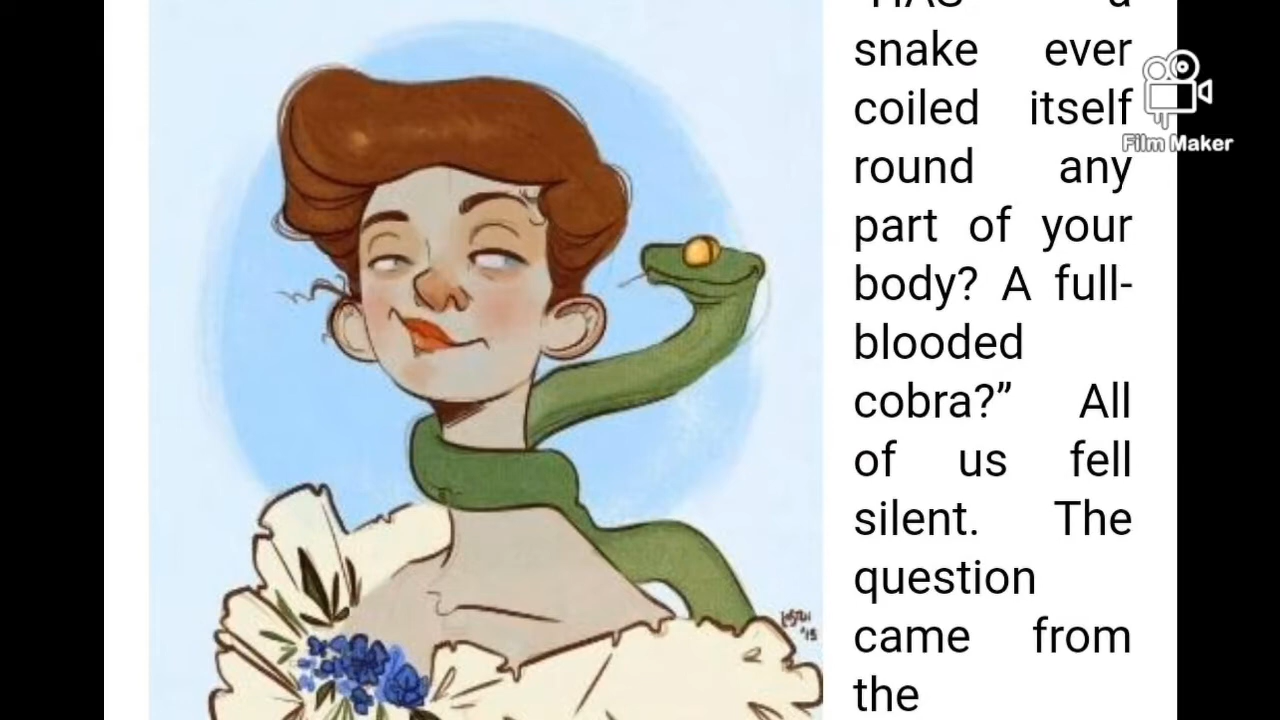 "HAS a
snake ever
coiled itself
round any
part of your
body? A full-
blooded
cobra?” All
of us fell
silent. The
question
came from
the
Film Maker